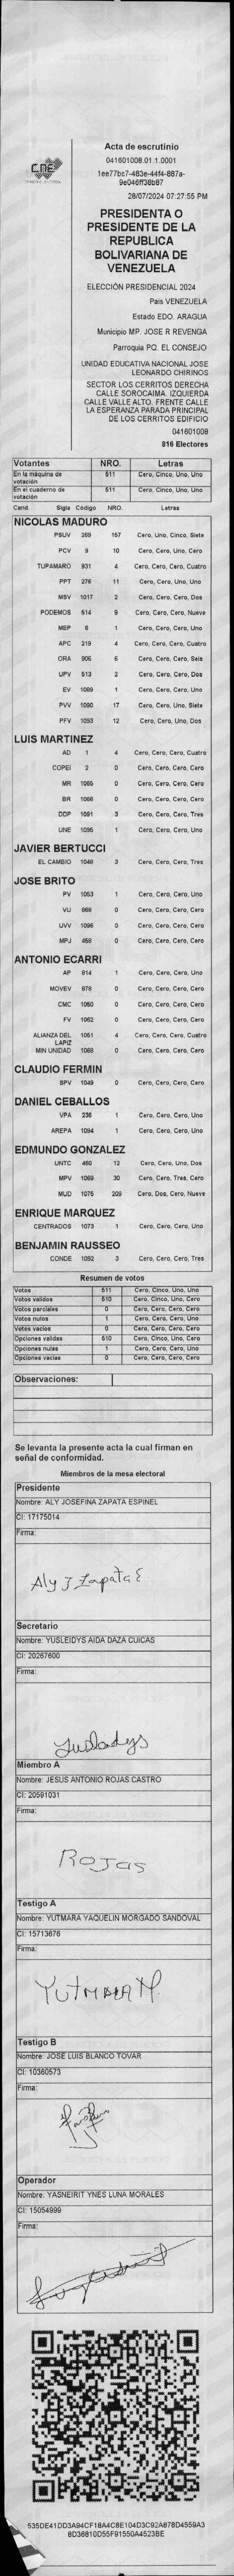 CNE
Acta de escrutinio
041601008.01.1.0001
1ee77bc7-483e-44f4-887a-
9e046ff38b87
28/07/2024 07:27:55 PM
PRESIDENTA O
PRESIDENTE DE LA
REPUBLICA
BOLIVARIANA DE
VENEZUELA
ELECCIÓN PRESIDENCIAL 2024
Pais VENEZUELA
Estado EDO. ARAGUA
Municipio MP. JOSE R REVENGA
Parroquia PQ. EL CONSEJO
UNIDAD EDUCATIVA NACIONAL JOSE
LEONARDO CHIRINOS
SECTOR LOS CERRITOS DERECHA
CALLE SOROCAIMA. IZQUIERDA
CALLE VALLE ALTO. FRENTE CALLE
LA ESPERANZA PARADA PRINCIPAL
DE LOS CERRITOS EDIFICIO
041601008
816 Electores
Votantes NRO. Letras
En la máquina de votación 511 Cero, Cinco, Uno, Uno
En el cuaderno de votación 511 Cero, Cinco, Uno, Uno
Cand. Sigla Código NRO. Letras
NICOLAS MADURO
PSUV 269 157 Cero, Uno, Cinco, Siete
PCV 9 10 Cero, Cero, Uno, Cero
TUPAMARO 931 4 Cero, Cero, Cero, Cuatro
PPT 276 11 Cero, Cero, Uno, Uno
MSV 1017 2 Cero, Cero, Cero, Dos
PODEMOS 514 9 Cero, Cero, Cero, Nueve
MEP 6 1 Cero, Cero, Cero, Uno
APC 219 4 Cero, Cero, Cero, Cuatro
ORA 906 6 Cero, Cero, Cero, Seis
UPV 513 2 Cero, Cero, Cero, Dos
EV 1089 1 Cero, Cero, Cero, Uno
PVV 1090 17 Cero, Cero, Uno, Siete
PFV 1093 12 Cero, Cero, Uno, Dos
LUIS MARTINEZ
AD 1 4 Cero, Cero, Cero, Cuatro
COPEI 2 0 Cero, Cero, Cero, Cero
MR 1065 0 Cero, Cero, Cero, Cero
BR 1066 0 Cero, Cero, Cero, Cero
DDP 1091 3 Cero, Cero, Cero, Tres
UNE 1095 1 Cero, Cero, Cero, Uno
JAVIER BERTUCCI
EL CAMBIO 1048 3 Cero, Cero, Cero, Tres
JOSE BRITO
PV 1053 1 Cero, Cero, Cero, Uno
VU 868 0 Cero, Cero, Cero, Cero
UVV 1096 0 Cero, Cero, Cero, Cero
MPJ 458 0 Cero, Cero, Cero, Cero
ANTONIO ECARRI
AP 814 1 Cero, Cero, Cero, Uno
MOVEV 878 0 Cero, Cero, Cero, Cero
CMC 1050 0 Cero, Cero, Cero, Cero
FV 1062 0 Cero, Cero, Cero, Cero
ALIANZA DEL LAPIZ 1051 4 Cero, Cero, Cero, Cuatro
MIN UNIDAD 1068 0 Cero, Cero, Cero, Cero
CLAUDIO FERMIN
SPV 1049 0 Cero, Cero, Cero, Cero
DANIEL CEBALLOS
VPA 236 1 Cero, Cero, Cero, Uno
AREPA 1094 1 Cero, Cero, Cero, Uno
EDMUNDO GONZALEZ
UNTC 460 12 Cero, Cero, Uno, Dos
MPV 1069 30 Cero, Cero, Tres, Cero
MUD 1075 209 Cero, Dos, Cero, Nueve
ENRIQUE MARQUEZ
CENTRADOS 1073 1 Cero, Cero, Cero, Uno
BENJAMIN RAUSSEO
CONDE 1092 3 Cero, Cero, Cero, Tres
Resumen de votos
Votos 511 Cero, Cinco, Uno, Uno
Votos validos 510 Cero, Cinco, Uno, Cero
Votos parciales 0 Cero, Cero, Cero, Cero
Votos nulos 1 Cero, Cero, Cero, Uno
Votos vacios 0 Cero, Cero, Cero, Cero
Opciones validas 510 Cero, Cinco, Uno, Cero
Opciones nulas 1 Cero, Cero, Cero, Uno
Opciones vacias 0 Cero, Cero, Cero, Cero
Observaciones:
Se levanta la presente acta la cual firman en
señal de conformidad.
Miembros de la mesa electoral
Presidente
Nombre: ALY JOSEFINA ZAPATA ESPINEL
CI: 17175014
Firma:
Aly J Zapata E
Secretario
Nombre: YUSLEIDYS AIDA DAZA CUICAS
CI: 20267600
Firma:
Miembro A
Nombre: JESUS ANTONIO ROJAS CASTRO
CI: 20591031
Firma:
Rojas
Testigo A
Nombre: YUTMARA YAQUELIN MORGADO SANDOVAL
CI: 15713676
Firma:
YUTMARA M.
Testigo B
Nombre: JOSE LUIS BLANCO TOVAR
CI: 10360573
Firma:
Operador
Nombre: YASNEIRIT YNES LUNA MORALES
CI: 15054999
Firma:
535DE41DD3A94CF18A4C8E104D3C92A878D4559A3
8D36810D55F91550A4523BE